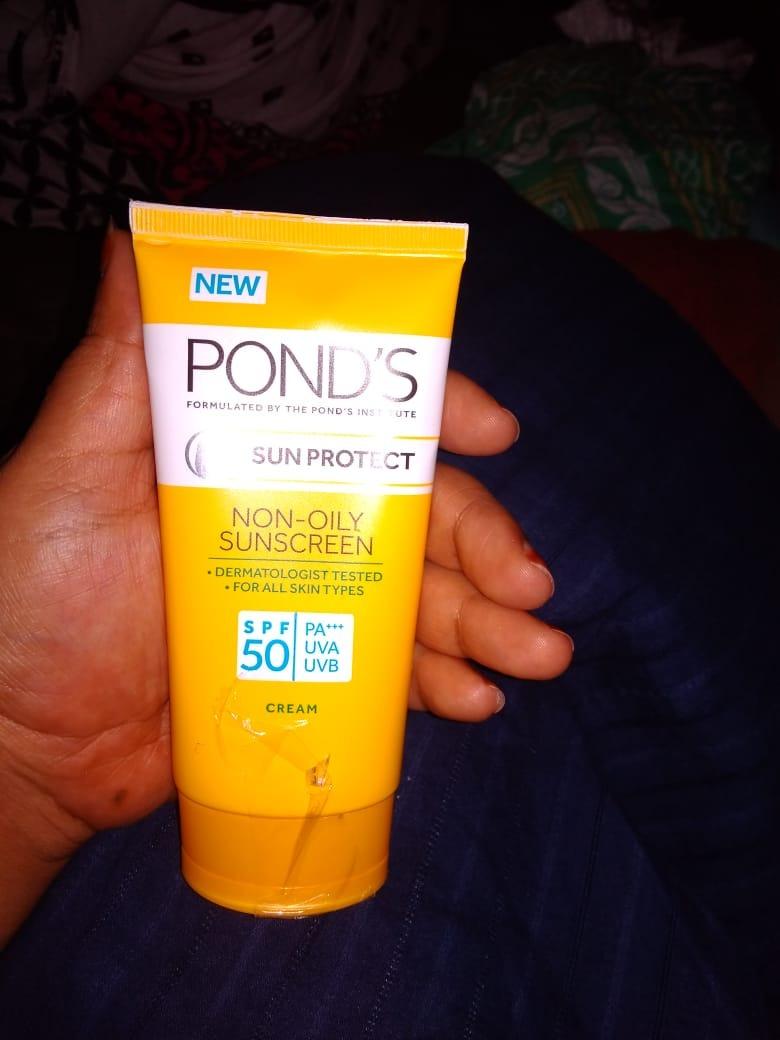 NEW
POND'S
FORMULATED BY THE POND'S INSTITUTE
SUN PROTECT
NON-OILY
SUNSCREEN
• DERMATOLOGIST TESTED
• FOR ALL SKIN TYPES
SPF
50
PA+++
UVA
UVB
CREAM